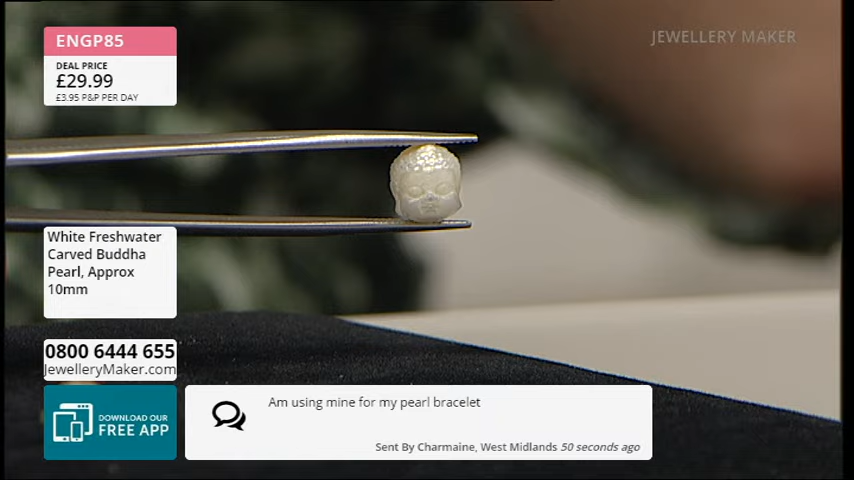 ENGP85
DEAL PRICE
£29.99
£3.95 P&P PER DAY
JEWELLERY MAKER
White Freshwater
Carved Buddha
Pearl, Approx
10mm
0800 6444 655
JewelleryMaker.com
DOWNLOAD OUR
FREE APP
Am using mine for my pearl bracelet
Sent By Charmaine, West Midlands 50 seconds ago